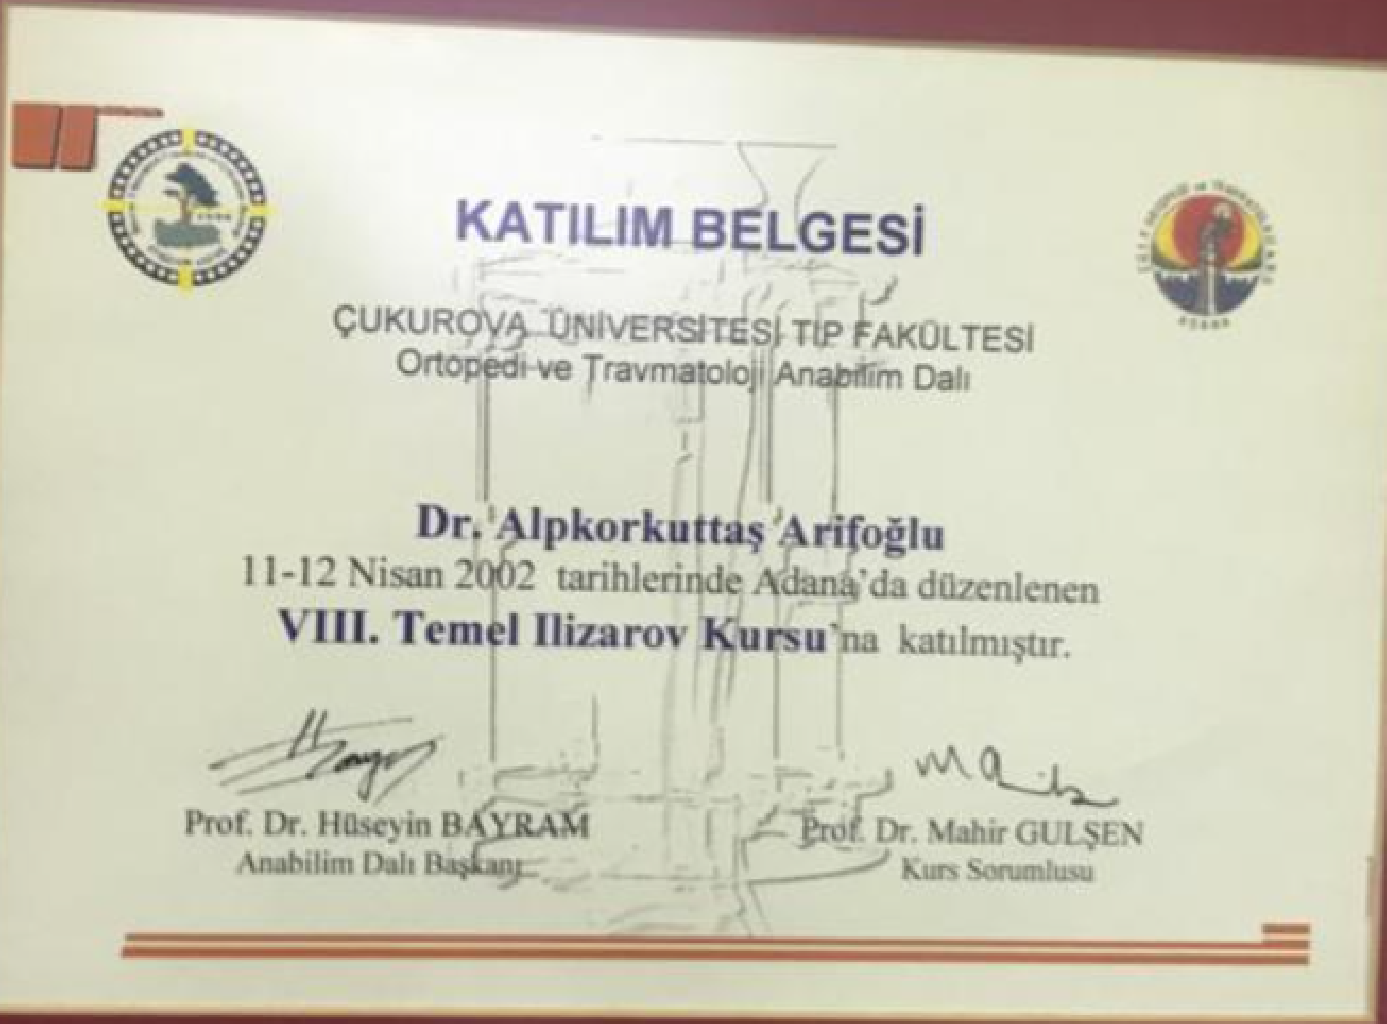 KATILIM BELGESİ
ÇUKUROVA ÜNİVERSİTESİ TIP FAKÜLTESİ
Ortopedi ve Travmatoloji Anabilim Dalı
Dr. Alpkorkuttaş Arifoğlu
11-12 Nisan 2002 tarihlerinde Adana'da düzenlenen
VIII. Temel Ilizarov Kursu'na katılmıştır.
Prof. Dr. Hüseyin BAYRAM
Anabilim Dalı Başkanı
Prof. Dr. Mahir GULŞEN
Kurs Sorumlusu
ADANA